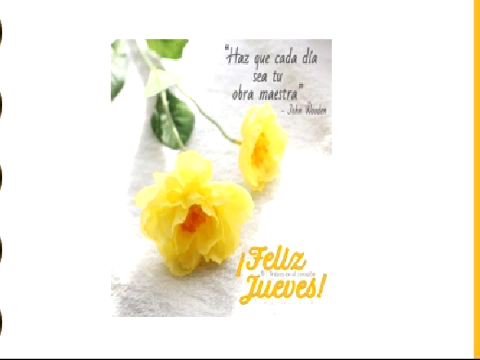 "Haz que cada día
sea tu
obra maestra"
- John Wooden
¡Feliz
Jueves!